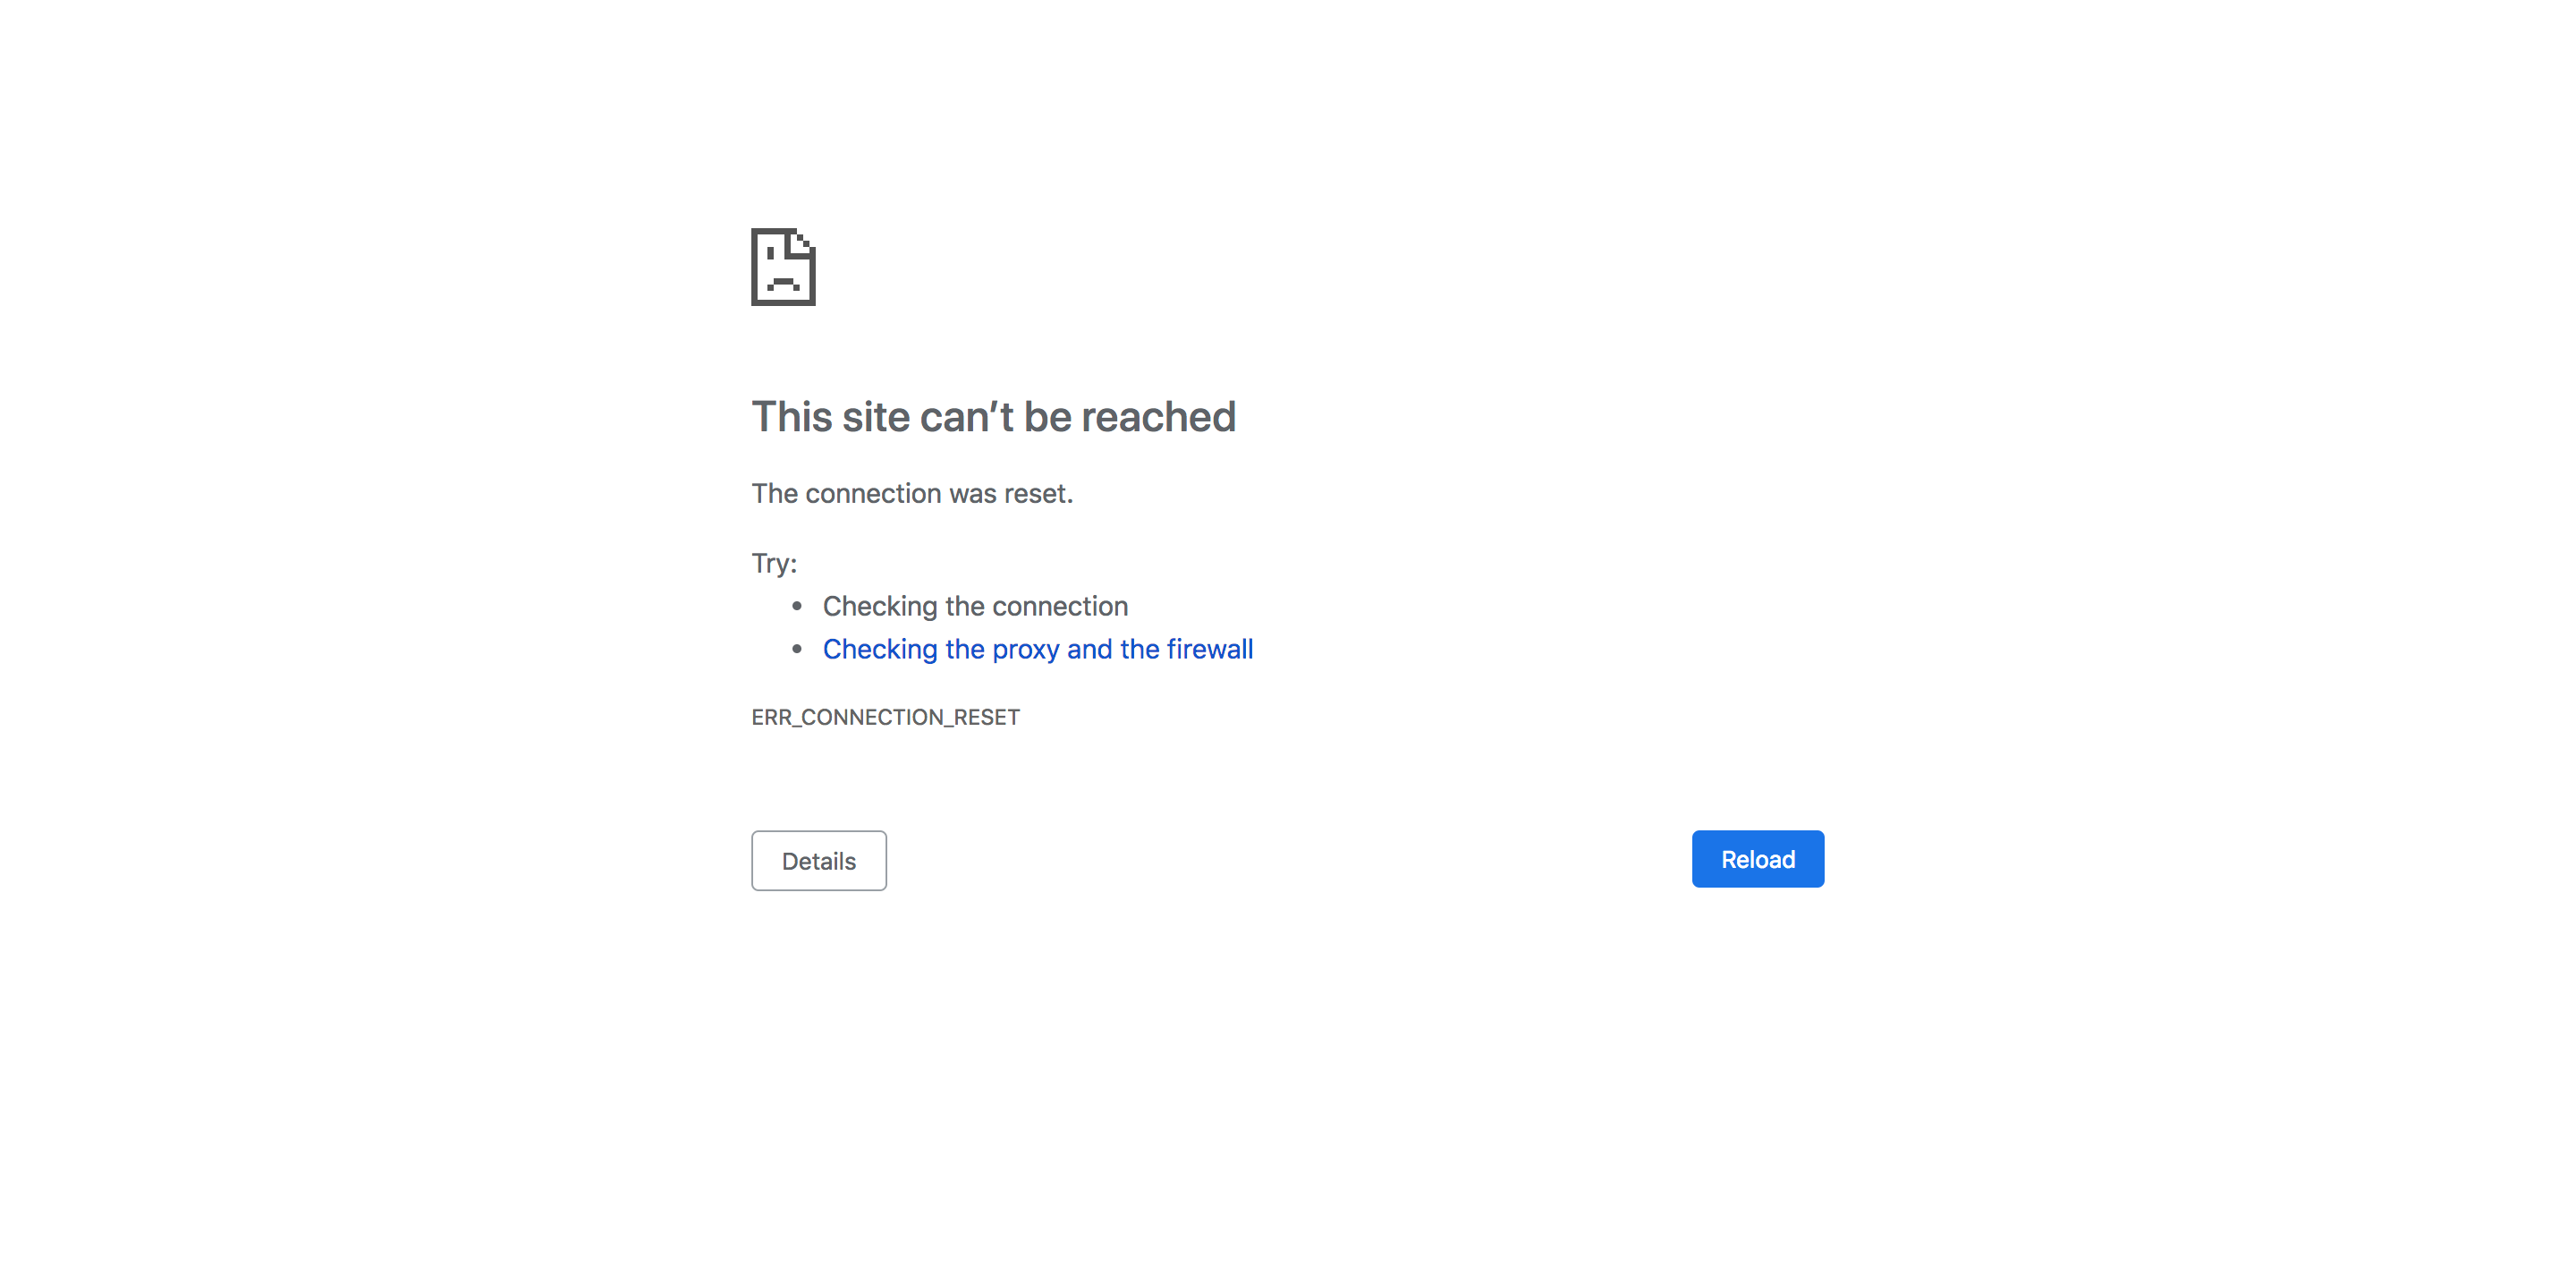 This site can’t be reached
The connection was reset.
Try:
• Checking the connection
• Checking the proxy and the firewall
ERR_CONNECTION_RESET
Details
Reload